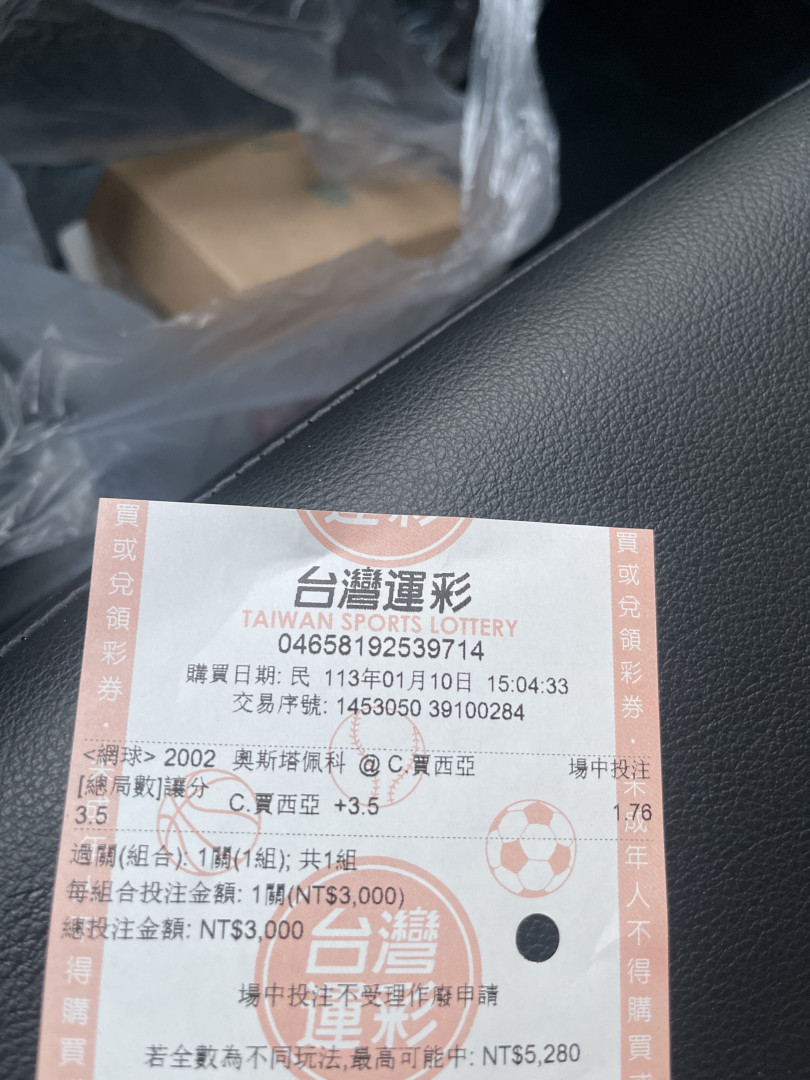 運彩
台灣運彩
TAIWAN SPORTS LOTTERY
04658192539714
購買日期: 民 113年01月10日 15:04:33
交易序號: 1453050 39100284
<網球> 2002 奧斯塔佩科 @ C.賈西亞 場中投注
[總局數]讓分
3.5 C.賈西亞 +3.5 1.76
過關(組合): 1關(1組); 共1組
每組合投注金額: 1關(NT$3,000)
總投注金額: NT$3,000
台灣
運彩
場中投注不受理作廢申請
若全數為不同玩法,最高可能中: NT$5,280
買或兌領彩券・
成年
得購買
買或兌領彩券・未成年人不得購買